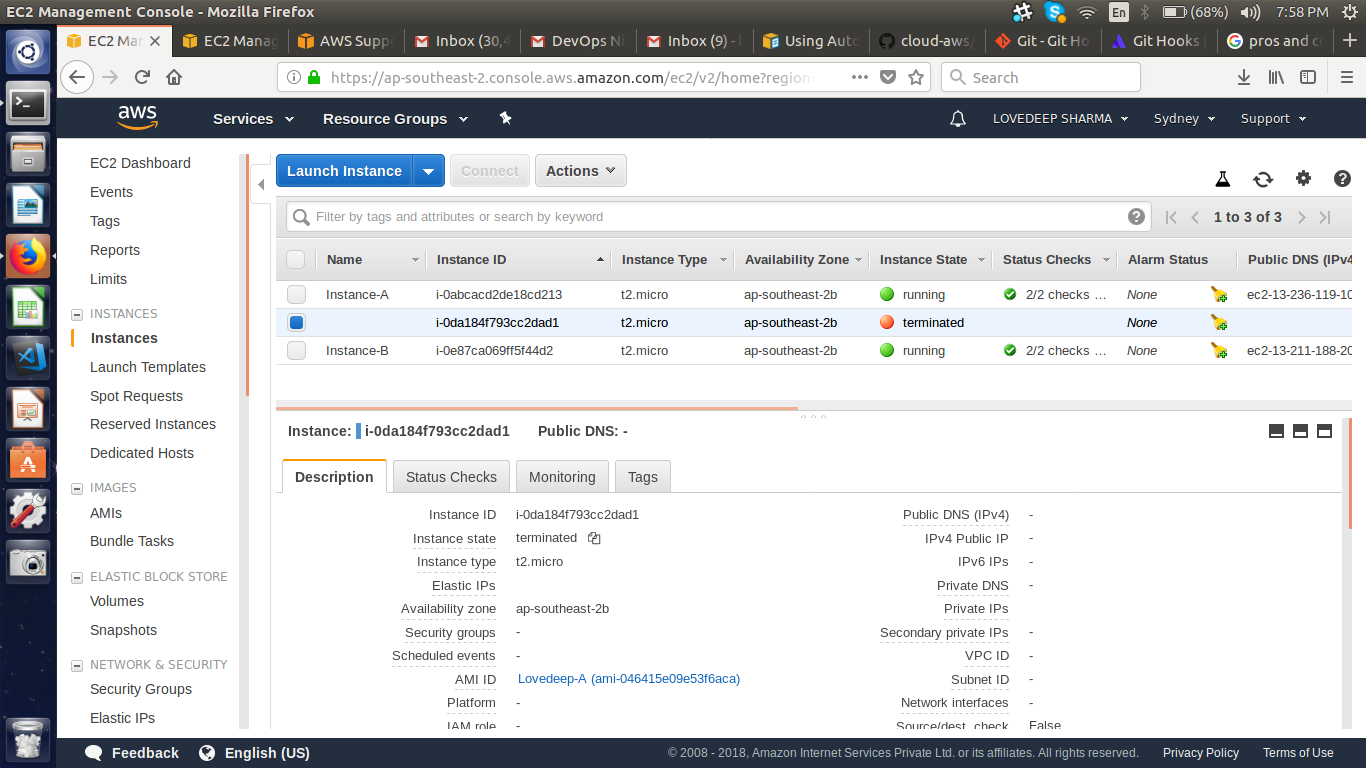 EC2 Management Console - Mozilla Firefox
En (68%) 7:58 PM
EC2 Man EC2 Manag AWS Suppo Inbox (30,4 DevOps Ni Inbox (9) - Using Auto cloud-aws/ Git - Git Ho Git Hooks pros and co
https://ap-southeast-2.console.aws.amazon.com/ec2/v2/home?region Search
aws Services Resource Groups LOVEDEEP SHARMA Sydney Support
EC2 Dashboard
Events
Tags
Reports
Limits
INSTANCES
Instances
Launch Templates
Spot Requests
Reserved Instances
Dedicated Hosts
IMAGES
AMIs
Bundle Tasks
ELASTIC BLOCK STORE
Volumes
Snapshots
NETWORK & SECURITY
Security Groups
Elastic IPs
Launch Instance Connect Actions
Filter by tags and attributes or search by keyword 1 to 3 of 3
Name Instance ID Instance Type Availability Zone Instance State Status Checks Alarm Status Public DNS (IPv4
Instance-A i-0abcacd2de18cd213 t2.micro ap-southeast-2b running 2/2 checks … None ec2-13-236-119-10
i-0da184f793cc2dad1 t2.micro ap-southeast-2b terminated None
Instance-B i-0e87ca069ff5f44d2 t2.micro ap-southeast-2b running 2/2 checks … None ec2-13-211-188-20
Instance: i-0da184f793cc2dad1 Public DNS: -
Description Status Checks Monitoring Tags
Instance ID i-0da184f793cc2dad1 Public DNS (IPv4) -
Instance state terminated IPv4 Public IP -
Instance type t2.micro IPv6 IPs -
Elastic IPs Private DNS -
Availability zone ap-southeast-2b Private IPs
Security groups - Secondary private IPs -
Scheduled events - VPC ID -
AMI ID Lovedeep-A (ami-046415e09e53f6aca) Subnet ID -
Platform - Network interfaces -
IAM role - Source/dest. check False
Feedback English (US) © 2008 - 2018, Amazon Internet Services Private Ltd. or its affiliates. All rights reserved. Privacy Policy Terms of Use